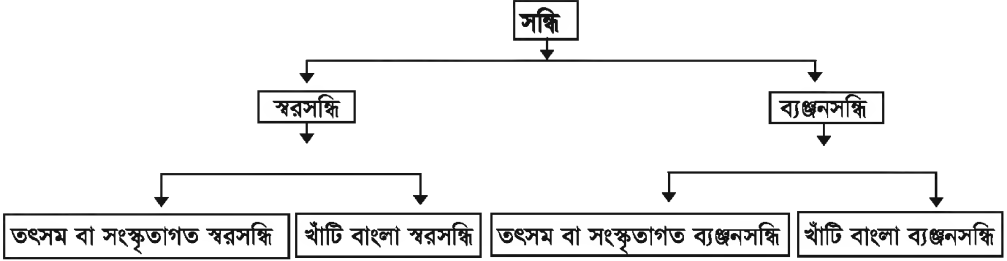 সন্ধি
স্বরসন্ধি ব্যঞ্জনসন্ধি
তৎসম বা সংস্কৃতাগত স্বরসন্ধি খাঁটি বাংলা স্বরসন্ধি তৎসম বা সংস্কৃতাগত ব্যঞ্জনসন্ধি খাঁটি বাংলা ব্যঞ্জনসন্ধি